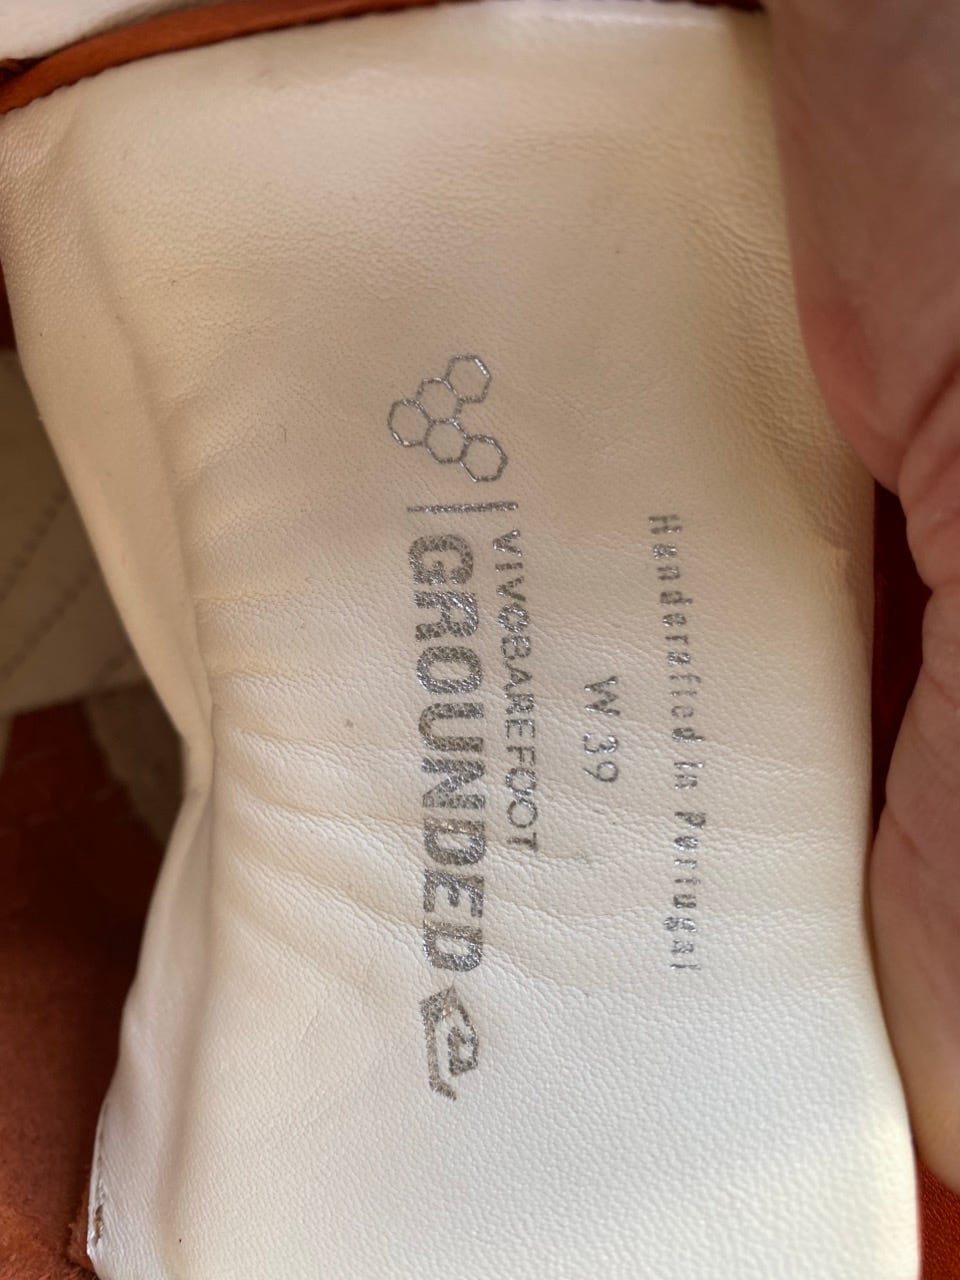 Handcrafted in Portugal
W 39
| VIVOBAREFOOT
| GROUNDED